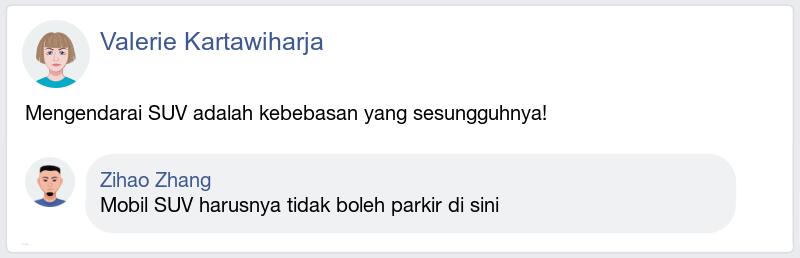 Valerie Kartawiharja
Mengendarai SUV adalah kebebasan yang sesungguhnya!
Zihao Zhang
Mobil SUV harusnya tidak boleh parkir di sini